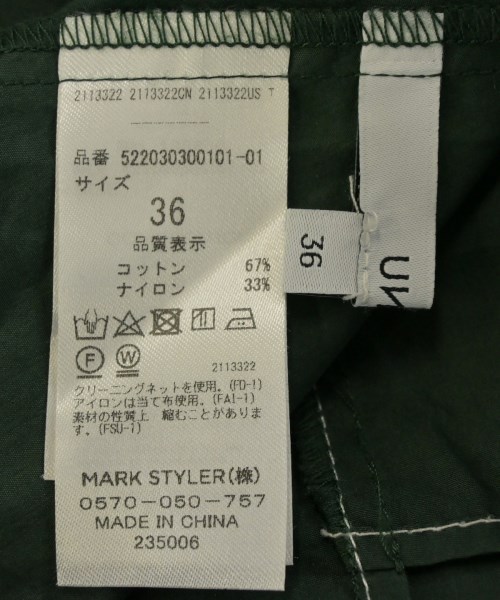 2113322 2113322CN 2113322US T
品番 522030300101-01
サイズ
36
品質表示
コットン 67%
ナイロン 33%
F W
2113322
クリーニングネットを使用。(FD-1)
アイロンは当て布使用。(FAI-1)
素材の性質上 縮むことがありま
す。(FSU-1)
MARK STYLER(株)
0570-050-757
MADE IN CHINA
235006
36
UN